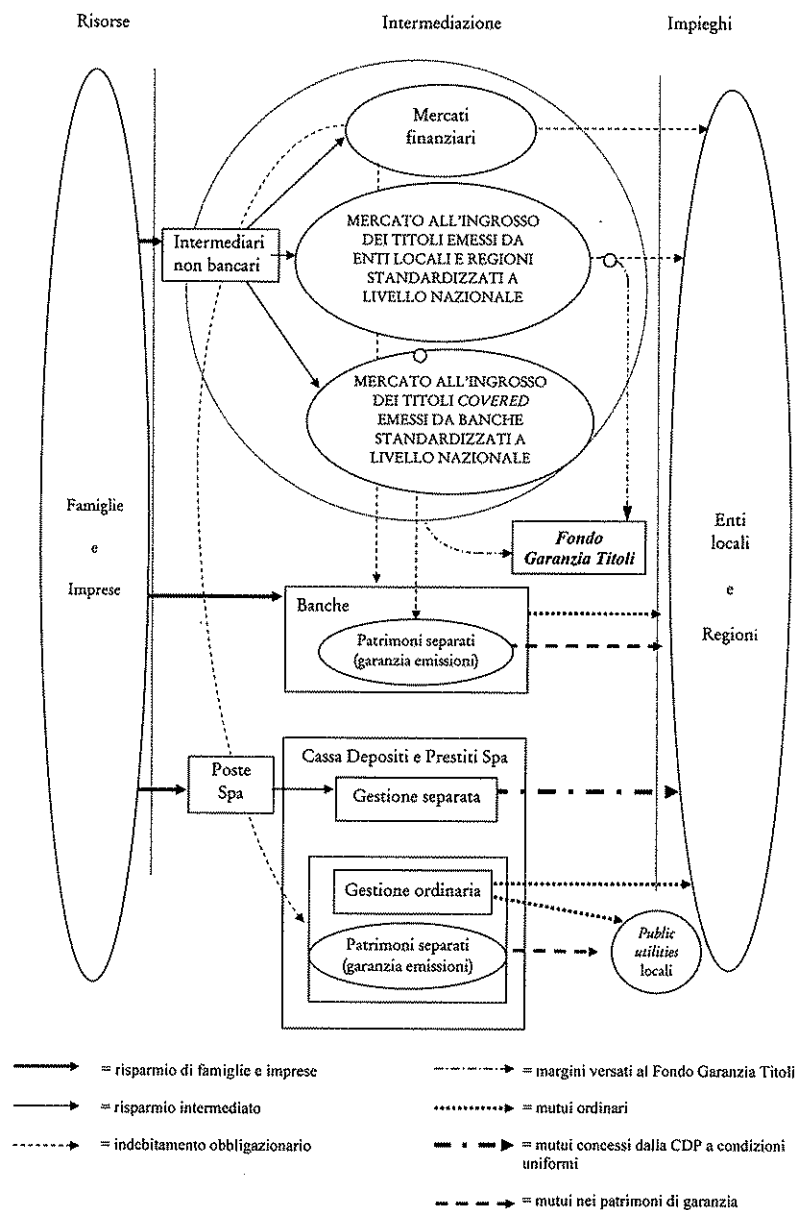 Risorse
Intermediazione
Impieghi
Mercati
finanziari
Intermediari
non bancari
MERCATO ALL'INGROSSO
DEI TITOLI EMESSI DA
ENTI LOCALI E REGIONI
STANDARDIZZATI A
LIVELLO NAZIONALE
MERCATO ALL'INGROSSO
DEI TITOLI COVERED
EMESSI DA BANCHE
STANDARDIZZATI A
LIVELLO NAZIONALE
Famiglie
e
Imprese
Fondo
Garanzia Titoli
Enti
locali
e
Regioni
Banche
Patrimoni separati
(garanzia emissioni)
Poste
Spa
Cassa Depositi e Prestiti Spa
Gestione separata
Gestione ordinaria
Patrimoni separati
(garanzia emissioni)
Public
utilities
locali
= risparmio di famiglie e imprese
= risparmio intermediato
= indebitamento obbligazionario
= margini versati al Fondo Garanzia Titoli
= mutui ordinari
= mutui concessi dalla CDP a condizioni
uniformi
= mutui nei patrimoni di garanzia